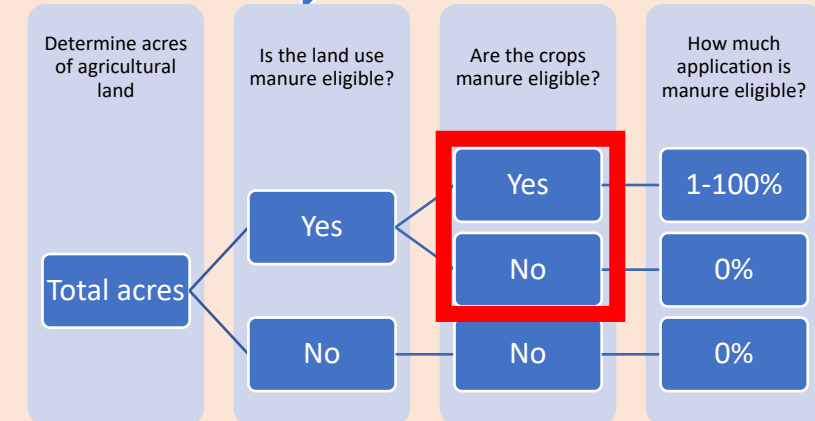 Determine acres
of agricultural
land
Is the land use
manure eligible?
Are the crops
manure eligible?
How much
application is
manure eligible?
Total acres
Yes
No
Yes
No
No
1-100%
0%
0%